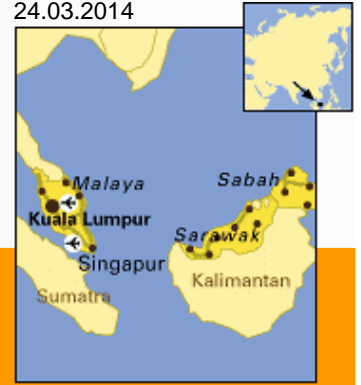 24.03.2014
Malaya
Sabah
Kuala Lumpur
Sarawak
Singapur
Kalimantan
Sumatra